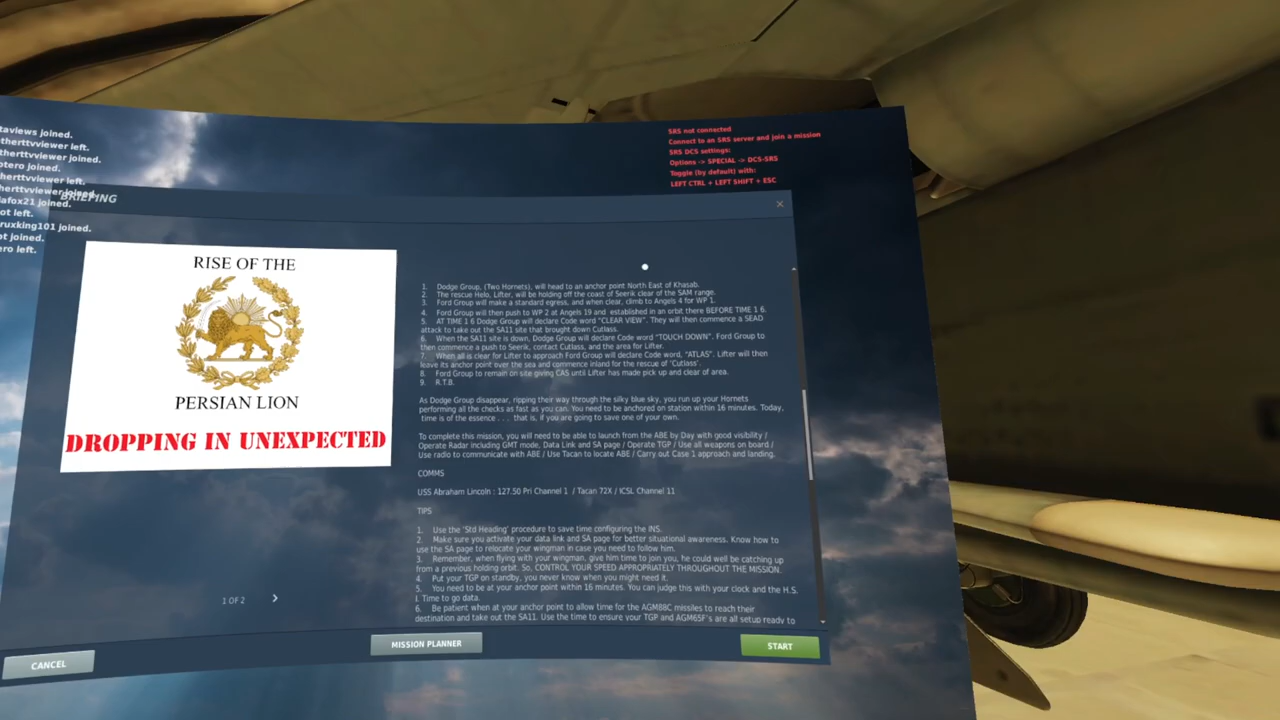 taviews joined.
therttvviewer left.
therttvviewer joined.
otero joined.
herttvviewer left.
herttvviewer joined.
iafox21 joined.
ot left.
ruxking101 joined.
ot joined.
ero left.
SRS not connected
Connect to an SRS server and join a mission
SRS DCS settings:
Options -> SPECIAL -> DCS-SRS
Toggle (by default) with:
LEFT CTRL + LEFT SHIFT + ESC
BRIEFING
RISE OF THE
PERSIAN LION
DROPPING IN UNEXPECTED
1. Dodge Group, (Two Hornets), will head to an anchor point North East of Khasab.
2. The rescue Helo, Lifter, will be holding off the coast of Seerik clear of the SAM range.
3. Ford Group will make a standard egress, and when clear, climb to Angels 4 for WP 1.
4. Ford Group will then push to WP 2 at Angels 19 and established in an orbit there BEFORE TIME 1 6.
5. AT TIME 1 6 Dodge Group will declare Code word "CLEAR VIEW". They will then commence a SEAD
attack to take out the SA11 site that brought down Cutlass.
6. When the SA11 site is down, Dodge Group will declare Code word "TOUCH DOWN". Ford Group to
then commence a push to Seerik, contact Cutlass, and the area for Lifter.
7. When all is clear for Lifter to approach Ford Group will declare Code word, "ATLAS". Lifter will then
leave its anchor point over the sea and commence inland for the rescue of 'Cutlass'.
8. Ford Group to remain on site giving CAS until Lifter has made pick up and clear of area.
9. R.T.B.
As Dodge Group disappear, ripping their way through the silky blue sky, you run up your Hornets
performing all the checks as fast as you can. You need to be anchored on station within 16 minutes. Today,
time is of the essence . . . that is, if you are going to save one of your own.
To complete this mission, you will need to be able to launch from the ABE by Day with good visibility /
Operate Radar including GMT mode, Data Link and SA page / Operate TGP / Use all weapons on board /
Use radio to communicate with ABE / Use Tacan to locate ABE / Carry out Case 1 approach and landing.
COMMS
USS Abraham Lincoln : 127.50 Pri Channel 1 / Tacan 72X / ICSL Channel 11
TIPS
1. Use the 'Std Heading' procedure to save time configuring the INS.
2. Make sure you activate your data link and SA page for better situational awareness. Know how to
use the SA page to relocate your wingman in case you need to follow him.
3. Remember, when flying with your wingman, give him time to join you, he could well be catching up
from a previous holding orbit. So, CONTROL YOUR SPEED APPROPRIATELY THROUGHOUT THE MISSION.
4. Put your TGP on standby, you never know when you might need it.
5. You need to be at your anchor point within 16 minutes. You can judge this with your clock and the H.S.
I. Time to go data.
6. Be patient when at your anchor point to allow time for the AGM88C missiles to reach their
destination and take out the SA11. Use the time to ensure your TGP and AGM65F's are all setup ready to
1 OF 2
CANCEL
MISSION PLANNER
START